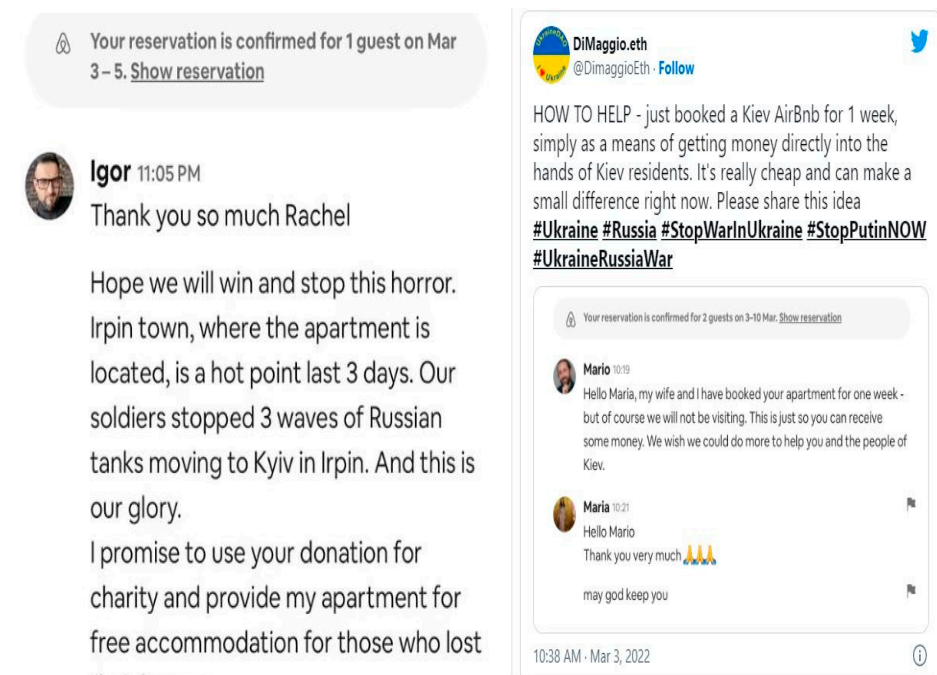 Your reservation is confirmed for 1 guest on Mar
3 – 5. Show reservation
Igor 11:05 PM
Thank you so much Rachel
Hope we will win and stop this horror.
Irpin town, where the apartment is
located, is a hot point last 3 days. Our
soldiers stopped 3 waves of Russian
tanks moving to Kyiv in Irpin. And this is
our glory.
I promise to use your donation for
charity and provide my apartment for
free accommodation for those who lost
DiMaggio.eth
@DimaggioEth · Follow
HOW TO HELP - just booked a Kiev AirBnb for 1 week,
simply as a means of getting money directly into the
hands of Kiev residents. It's really cheap and can make a
small difference right now. Please share this idea
#Ukraine #Russia #StopWarInUkraine #StopPutinNOW
#UkraineRussiaWar
Your reservation is confirmed for 2 guests on 3–10 Mar. Show reservation
Mario 10:19
Hello Maria, my wife and I have booked your apartment for one week -
but of course we will not be visiting. This is just so you can receive
some money. We wish we could do more to help you and the people of
Kiev.
Maria 10:21
Hello Mario
Thank you very much 🙏🙏🙏
may god keep you
10:38 AM · Mar 3, 2022